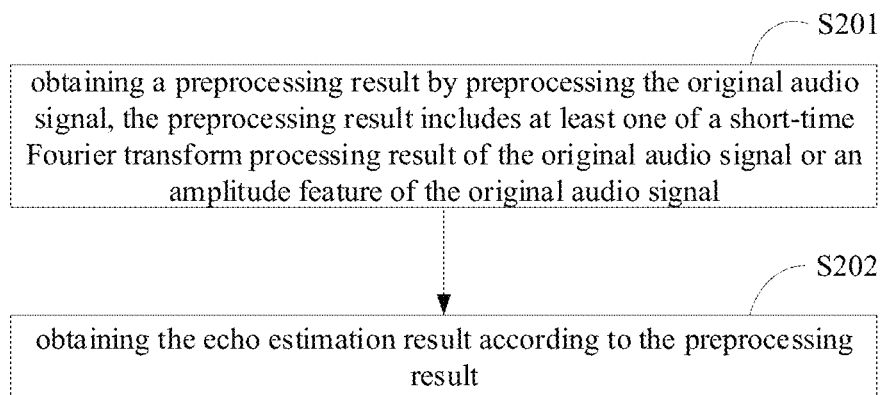 S201
obtaining a preprocessing result by preprocessing the original audio
signal, the preprocessing result includes at least one of a short-time
Fourier transform processing result of the original audio signal or an
amplitude feature of the original audio signal
S202
obtaining the echo estimation result according to the preprocessing
result